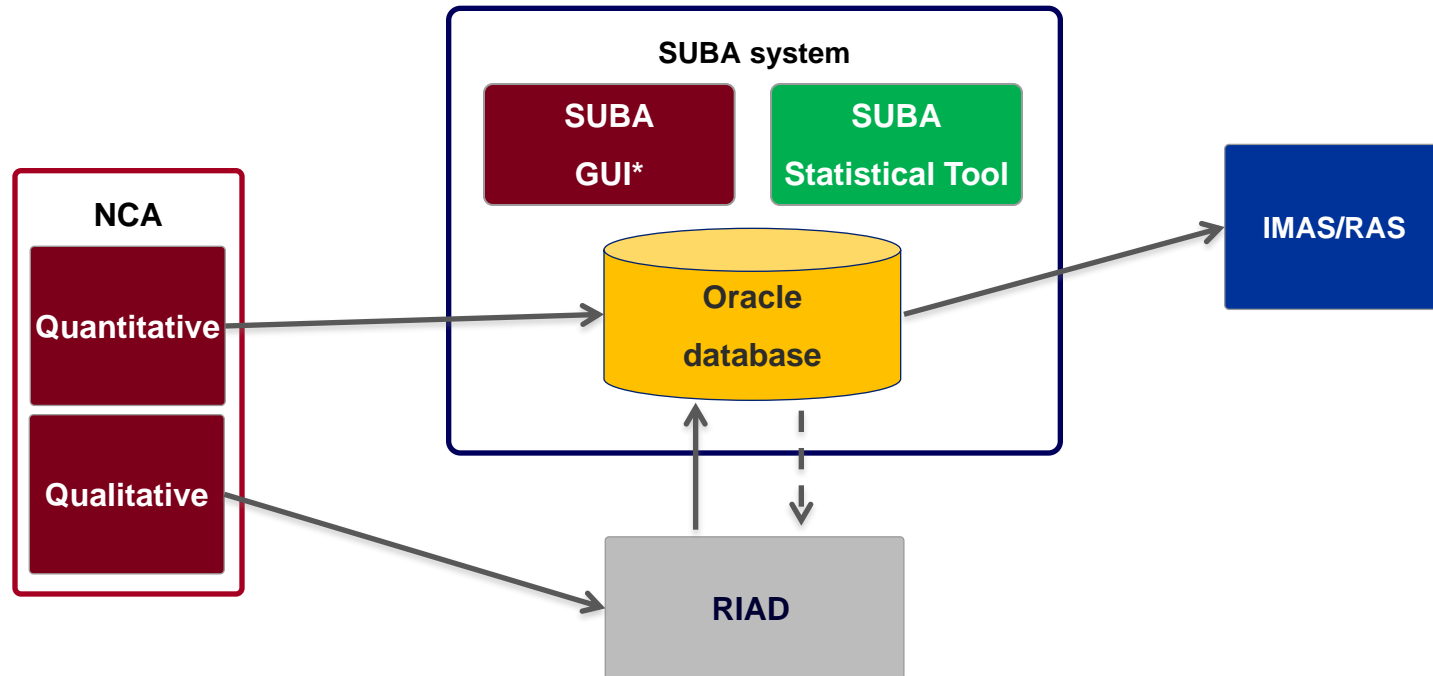 SUBA system
SUBA
GUI*
SUBA
Statistical Tool
NCA
Quantitative
Qualitative
Oracle
database
IMAS/RAS
RIAD